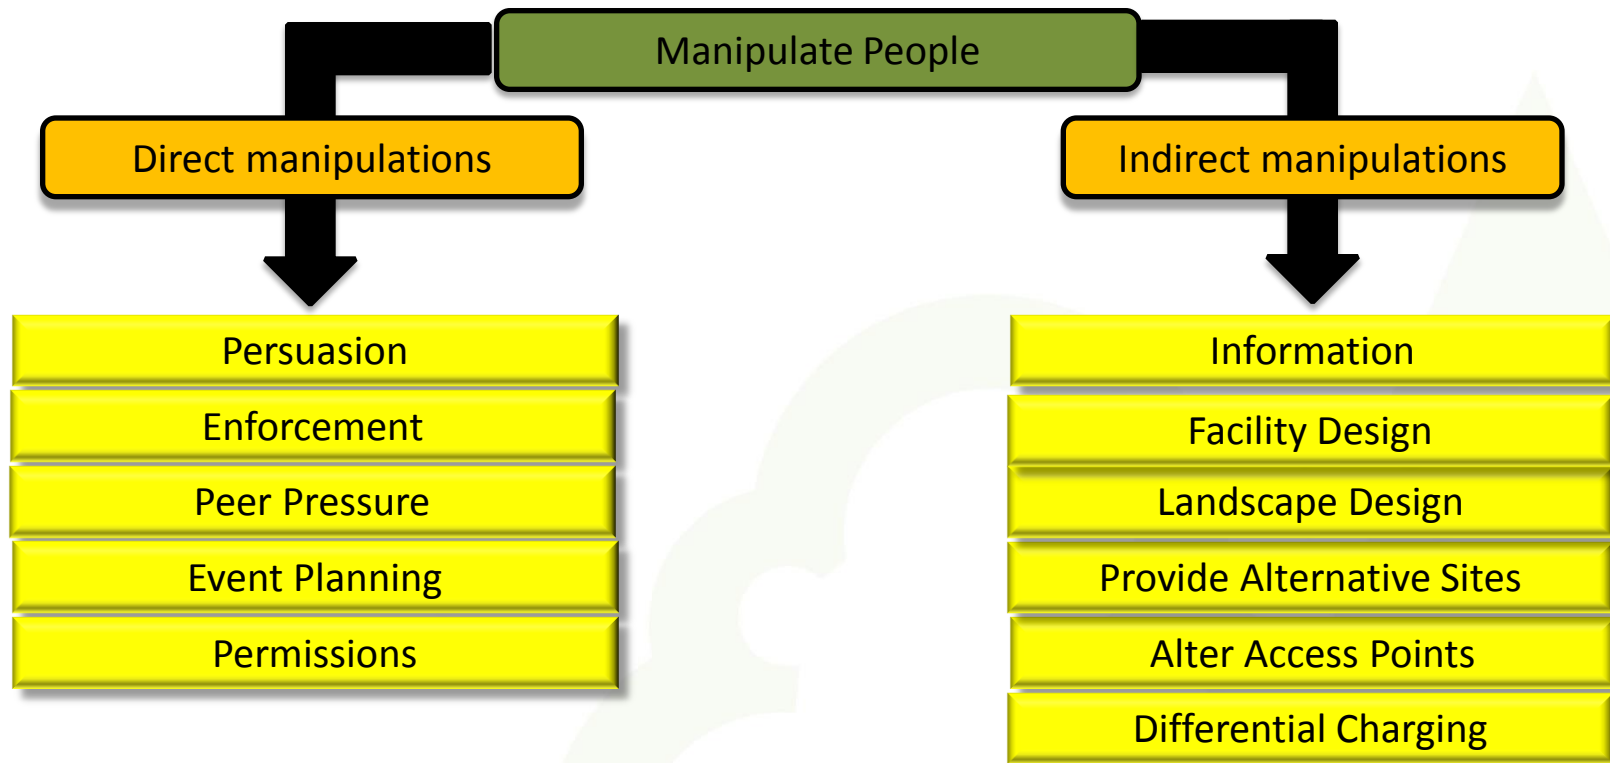 Manipulate People
Direct manipulations
Indirect manipulations
Persuasion
Enforcement
Peer Pressure
Event Planning
Permissions
Information
Facility Design
Landscape Design
Provide Alternative Sites
Alter Access Points
Differential Charging